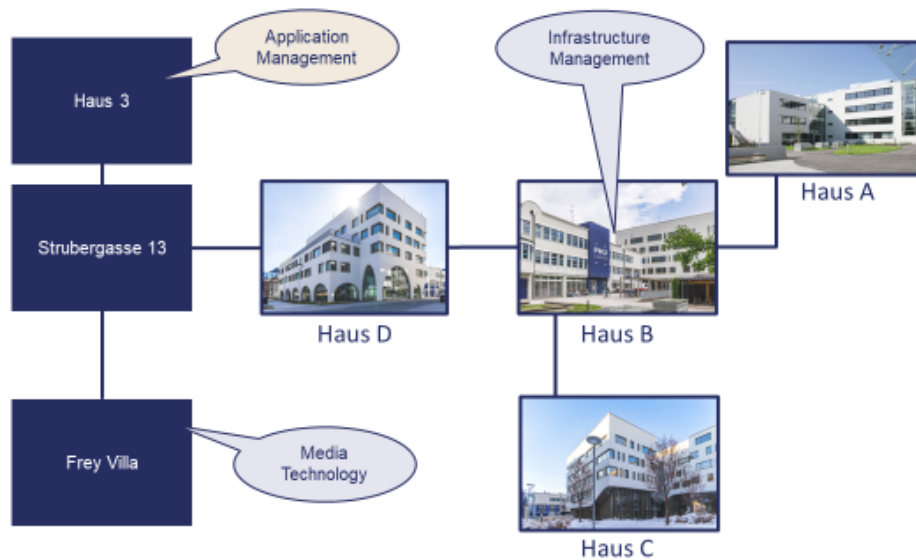 Application
Management
Infrastructure
Management
Haus 3
Haus A
Strubergasse 13
Haus D
Haus B
Frey Villa
Media
Technology
Haus C